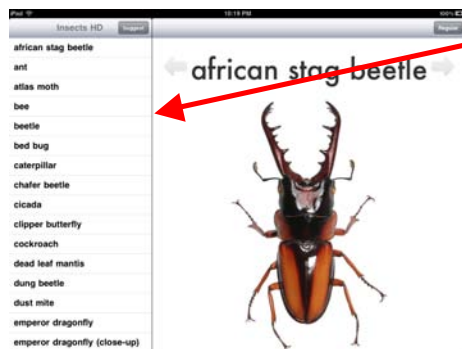 iPad
10:19 PM
100%
Insects HD
Suggest
Register
african stag beetle
ant
atlas moth
bee
beetle
bed bug
caterpillar
chafer beetle
cicada
clipper butterfly
cockroach
dead leaf mantis
dung beetle
dust mite
emperor dragonfly
emperor dragonfly (close-up)
african stag beetle